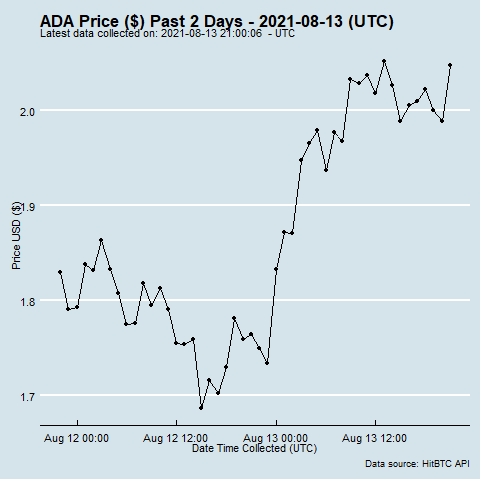 ADA Price ($) Past 2 Days - 2021-08-13 (UTC)
Latest data collected on: 2021-08-13 21:00:06  - UTC
2.0
1.9
1.8
1.7
Price USD ($)
Aug 12 00:00 Aug 12 12:00 Aug 13 00:00 Aug 13 12:00
Date Time Collected (UTC)
Data source: HitBTC API